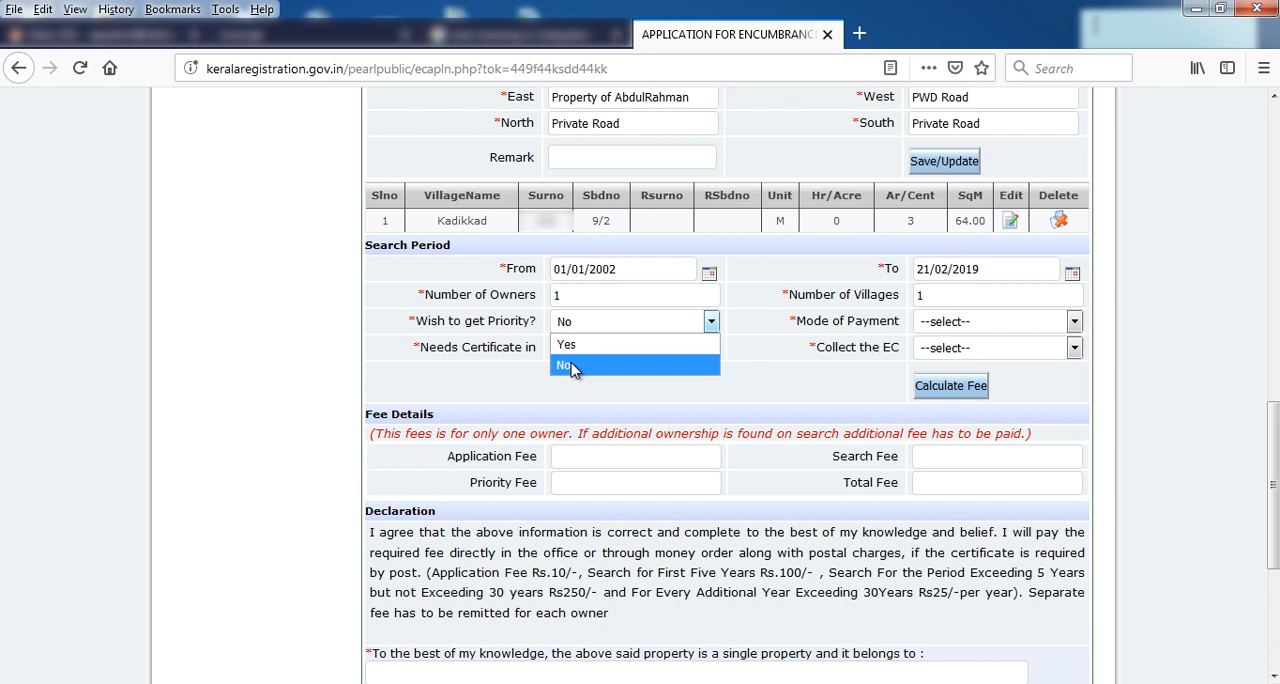 File Edit View History Bookmarks Tools Help
APPLICATION FOR ENCUMBRANC
keralaregistration.gov.in/pearlpublic/ecapln.php?tok=449f44ksdd44kk
Search
*East Property of AbdulRahman *West PWD Road
*North Private Road *South Private Road
Remark Save/Update
Slno VillageName Surno Sbdno Rsurno RSbdno Unit Hr/Acre Ar/Cent SqM Edit Delete
1 Kadikkad 9/2 M 0 3 64.00
Search Period
*From 01/01/2002 *To 21/02/2019
*Number of Owners 1 *Number of Villages 1
*Wish to get Priority? No *Mode of Payment --select--
Yes
*Needs Certificate in *Collect the EC --select--
No
Calculate Fee
Fee Details
(This fees is for only one owner. If additional ownership is found on search additional fee has to be paid.)
Application Fee Search Fee
Priority Fee Total Fee
Declaration
I agree that the above information is correct and complete to the best of my knowledge and belief. I will pay the
required fee directly in the office or through money order along with postal charges, if the certificate is required
by post. (Application Fee Rs.10/-, Search for First Five Years Rs.100/- , Search For the Period Exceeding 5 Years
but not Exceeding 30 years Rs250/- and For Every Additional Year Exceeding 30Years Rs25/-per year). Separate
fee has to be remitted for each owner
*To the best of my knowledge, the above said property is a single property and it belongs to :